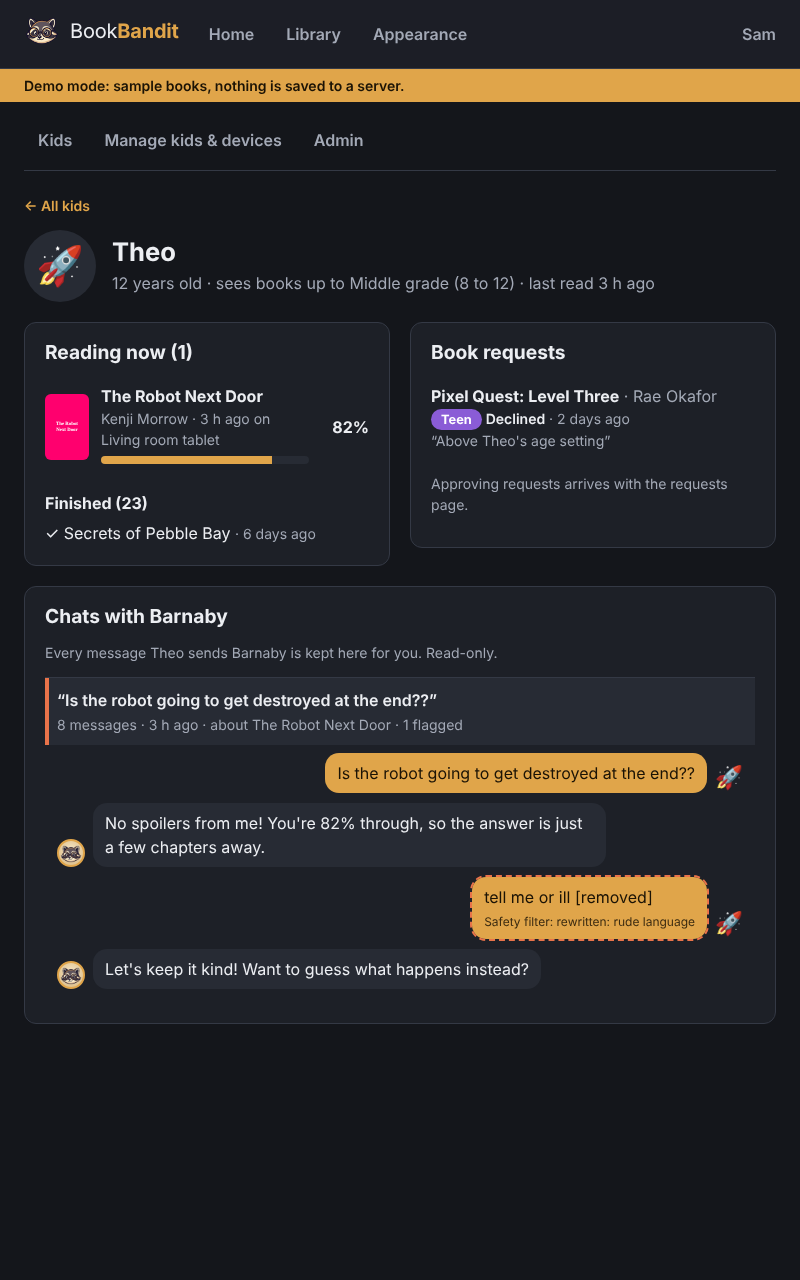 BookBandit
Home
Library
Appearance
Sam
Demo mode: sample books, nothing is saved to a server.
Kids
Manage kids & devices
Admin
← All kids
Theo
12 years old · sees books up to Middle grade (8 to 12) · last read 3 h ago
Reading now (1)
The Robot
Next Door
The Robot Next Door
Kenji Morrow · 3 h ago on
Living room tablet
82%
Finished (23)
✓ Secrets of Pebble Bay · 6 days ago
Book requests
Pixel Quest: Level Three · Rae Okafor
Teen Declined · 2 days ago
“Above Theo's age setting”
Approving requests arrives with the requests
page.
Chats with Barnaby
Every message Theo sends Barnaby is kept here for you. Read-only.
“Is the robot going to get destroyed at the end??”
8 messages · 3 h ago · about The Robot Next Door · 1 flagged
Is the robot going to get destroyed at the end??
No spoilers from me! You're 82% through, so the answer is just
a few chapters away.
tell me or ill [removed]
Safety filter: rewritten: rude language
Let's keep it kind! Want to guess what happens instead?